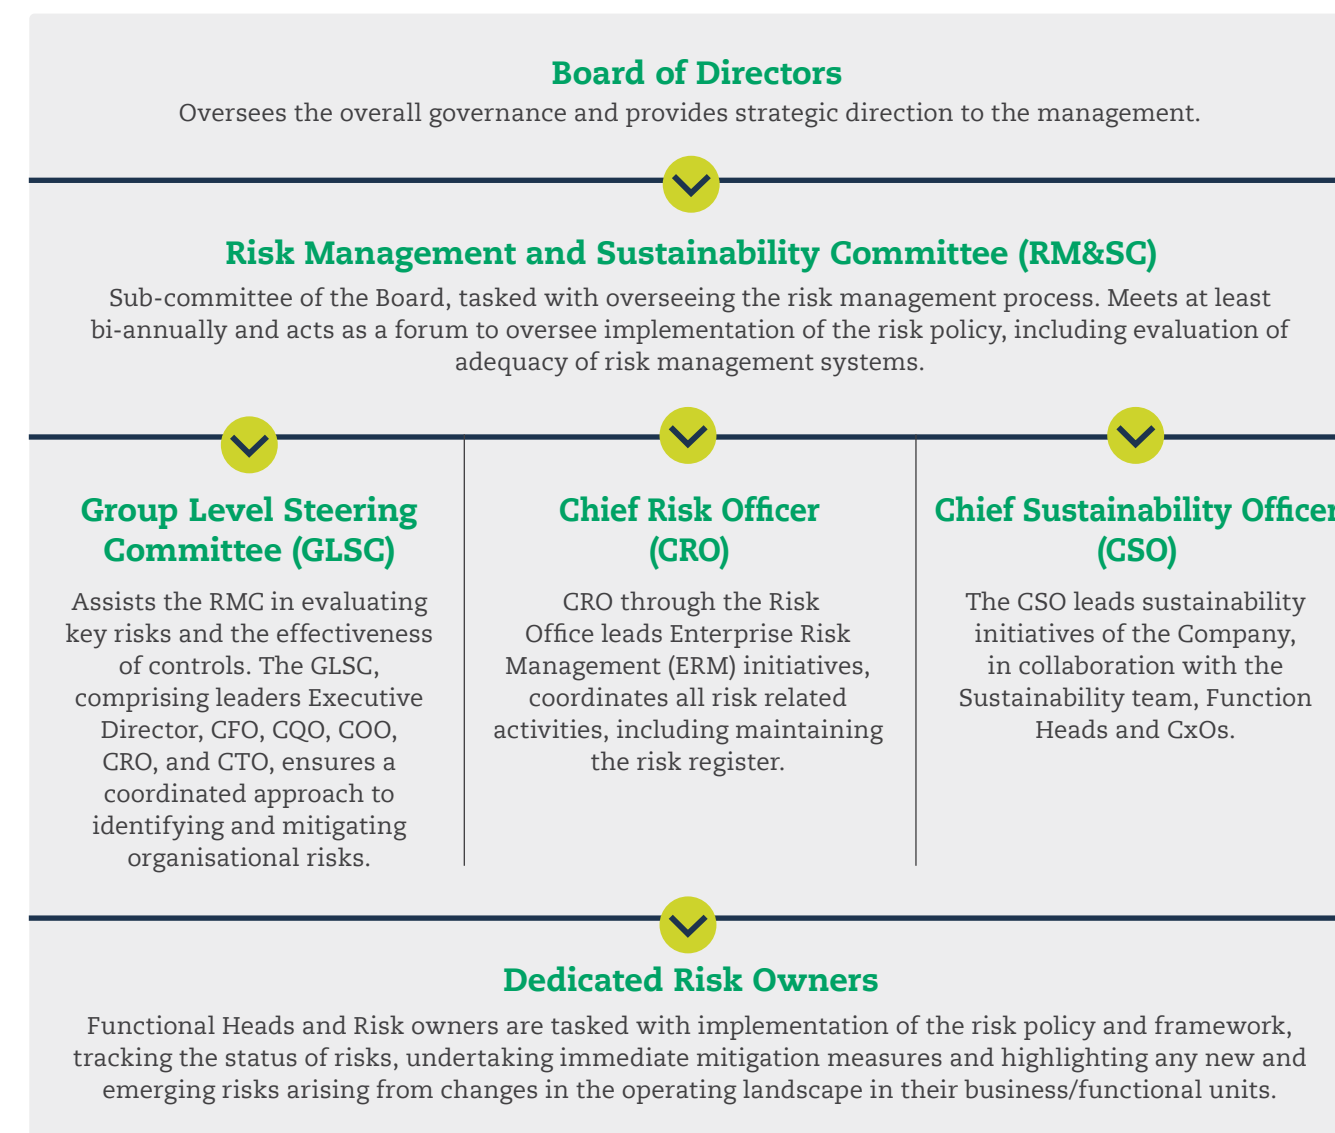 Board of Directors
Oversees the overall governance and provides strategic direction to the management.
Risk Management and Sustainability Committee (RM&SC)
Sub-committee of the Board, tasked with overseeing the risk management process. Meets at least
bi-annually and acts as a forum to oversee implementation of the risk policy, including evaluation of
adequacy of risk management systems.
Group Level Steering
Committee (GLSC)
Assists the RMC in evaluating
key risks and the effectiveness
of controls. The GLSC,
comprising leaders Executive
Director, CFO, CQO, COO,
CRO, and CTO, ensures a
coordinated approach to
identifying and mitigating
organisational risks.
Chief Risk Officer
(CRO)
CRO through the Risk
Office leads Enterprise Risk
Management (ERM) initiatives,
coordinates all risk related
activities, including maintaining
the risk register.
Chief Sustainability Officer
(CSO)
The CSO leads sustainability
initiatives of the Company,
in collaboration with the
Sustainability team, Function
Heads and CxOs.
Dedicated Risk Owners
Functional Heads and Risk owners are tasked with implementation of the risk policy and framework,
tracking the status of risks, undertaking immediate mitigation measures and highlighting any new and
emerging risks arising from changes in the operating landscape in their business/functional units.